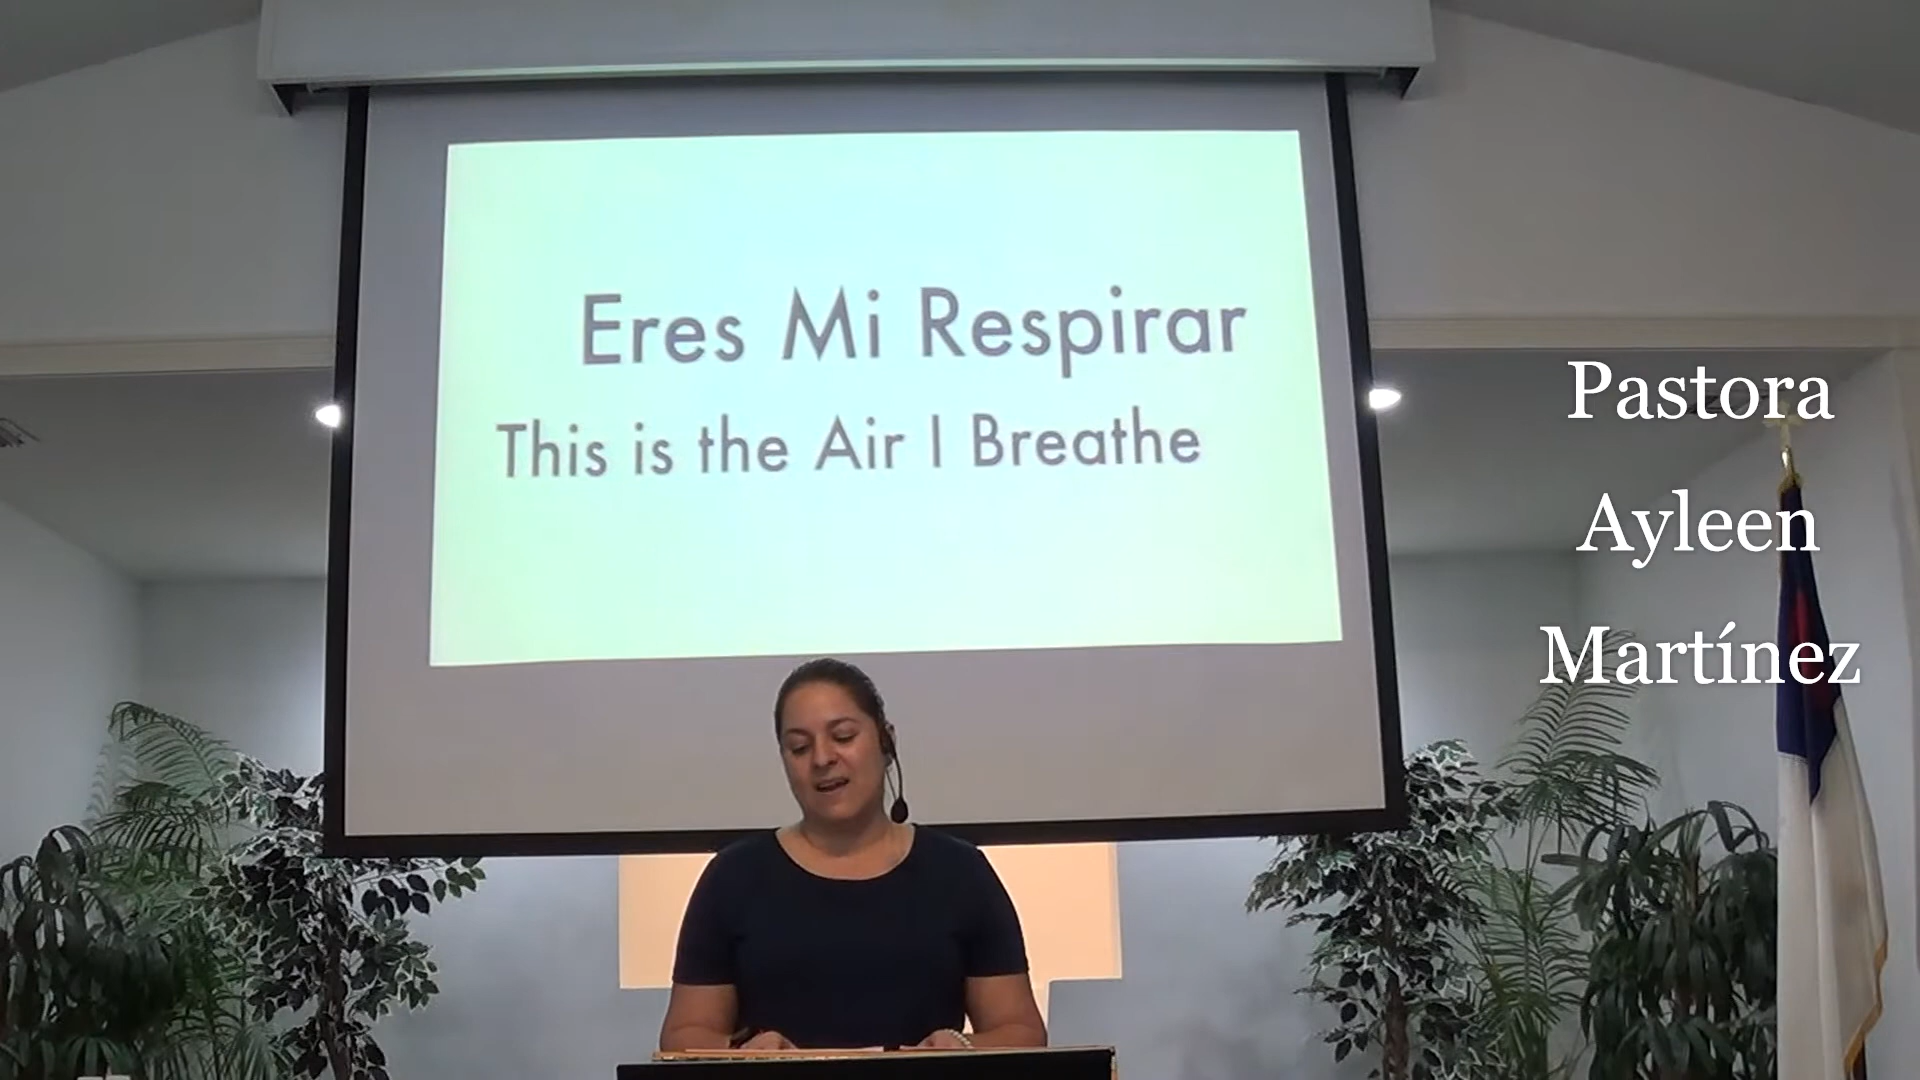 Eres Mi Respirar
This is the Air I Breathe
Pastora
Ayleen
Martínez